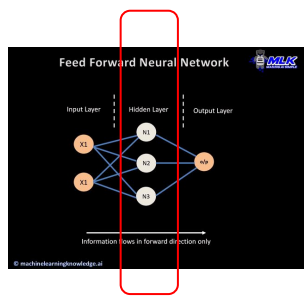 MLK
Feed Forward Neural Network
Input Layer
Hidden Layer
Output Layer
X1
N1
N2
X1
N3
Information flows in forward direction only
© machinelearningknowledge.ai